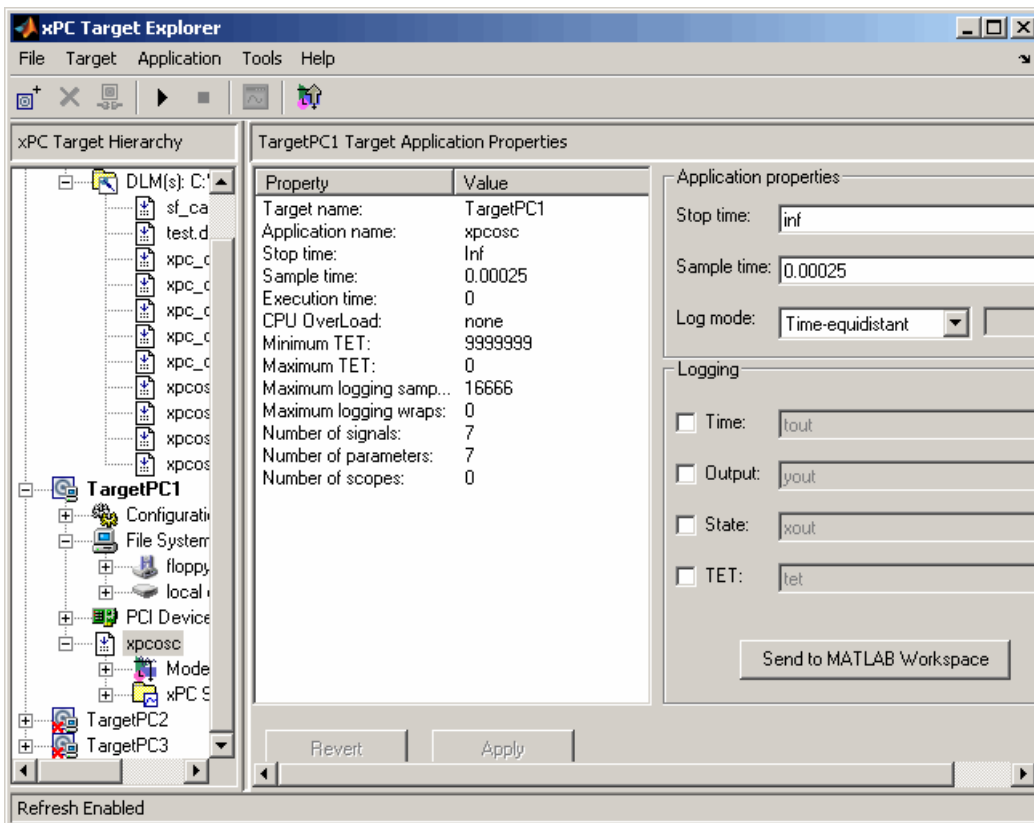 xPC Target Explorer
File Target Application Tools Help
xPC Target Hierarchy
DLM(s): C:\
sf_ca
test.d
xpc_
xpc_
xpc_
xpc_
xpc_
xpcos
xpcos
xpcos
xpcos
TargetPC1
Configurati
File System
floppy
local
PCI Device
xpcosc
Mode
xPC S
TargetPC2
TargetPC3
TargetPC1 Target Application Properties
Property Value
Target name: TargetPC1
Application name: xpcosc
Stop time: Inf
Sample time: 0.00025
Execution time: 0
CPU OverLoad: none
Minimum TET: 9999999
Maximum TET: 0
Maximum logging samp... 16666
Maximum logging wraps: 0
Number of signals: 7
Number of parameters: 7
Number of scopes: 0
Revert Apply
Application properties
Stop time: inf
Sample time: 0.00025
Log mode: Time-equidistant
Logging
Time: tout
Output: yout
State: xout
TET: tet
Send to MATLAB Workspace
Refresh Enabled